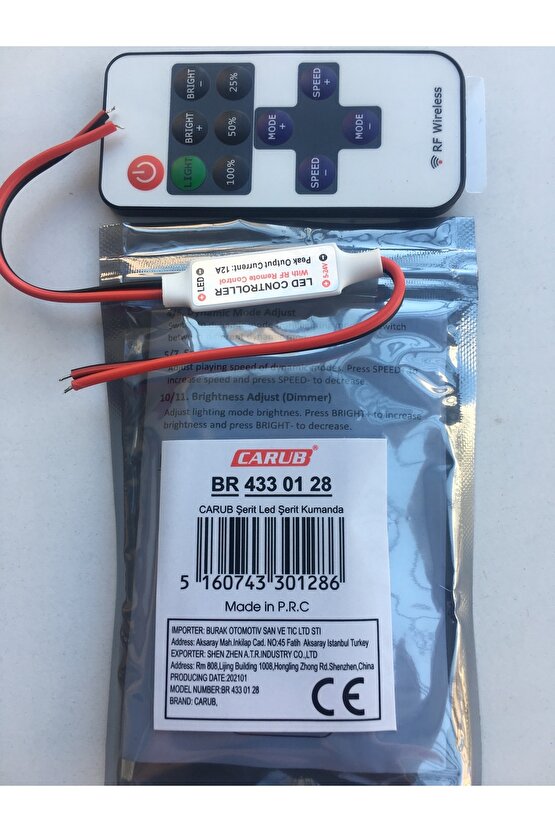 BRIGHT - 25%
BRIGHT + 50%
LIGHT 100%
SPEED +
MODE + MODE -
SPEED -
RF Wireless
LED
LED CONTROLLER
With RF Remote Control
Peak Output Current: 12A
5-24V
Dynamic Mode Adjust
switch
Adjust playing speed of dynamic modes. Press SPEED+ to
increase speed and press SPEED- to decrease.
10/11. Brightness Adjust (Dimmer)
Adjust lighting mode brightnes. Press BRIGHT+ to increase
brightness and press BRIGHT- to decrease.
CARUB®
BR 433 01 28
CARUB Şerit Led Şerit Kumanda
5 160743 301286
Made in P.R.C
IMPORTER: BURAK OTOMOTIV SAN VE TIC LTD STI
Address: Aksaray Mah.Inkilap Cad. NO:45 Fatih Aksaray Istanbul Turkey
EXPORTER: SHEN ZHEN A.T.R.INDUSTRY CO.,LTD
Address: Rm 808,Lijing Building 1008,Hongling Zhong Rd.Shenzhen,China
PRODUCING DATE:202101
MODEL NUMBER:BR 433 01 28
BRAND: CARUB,
CE